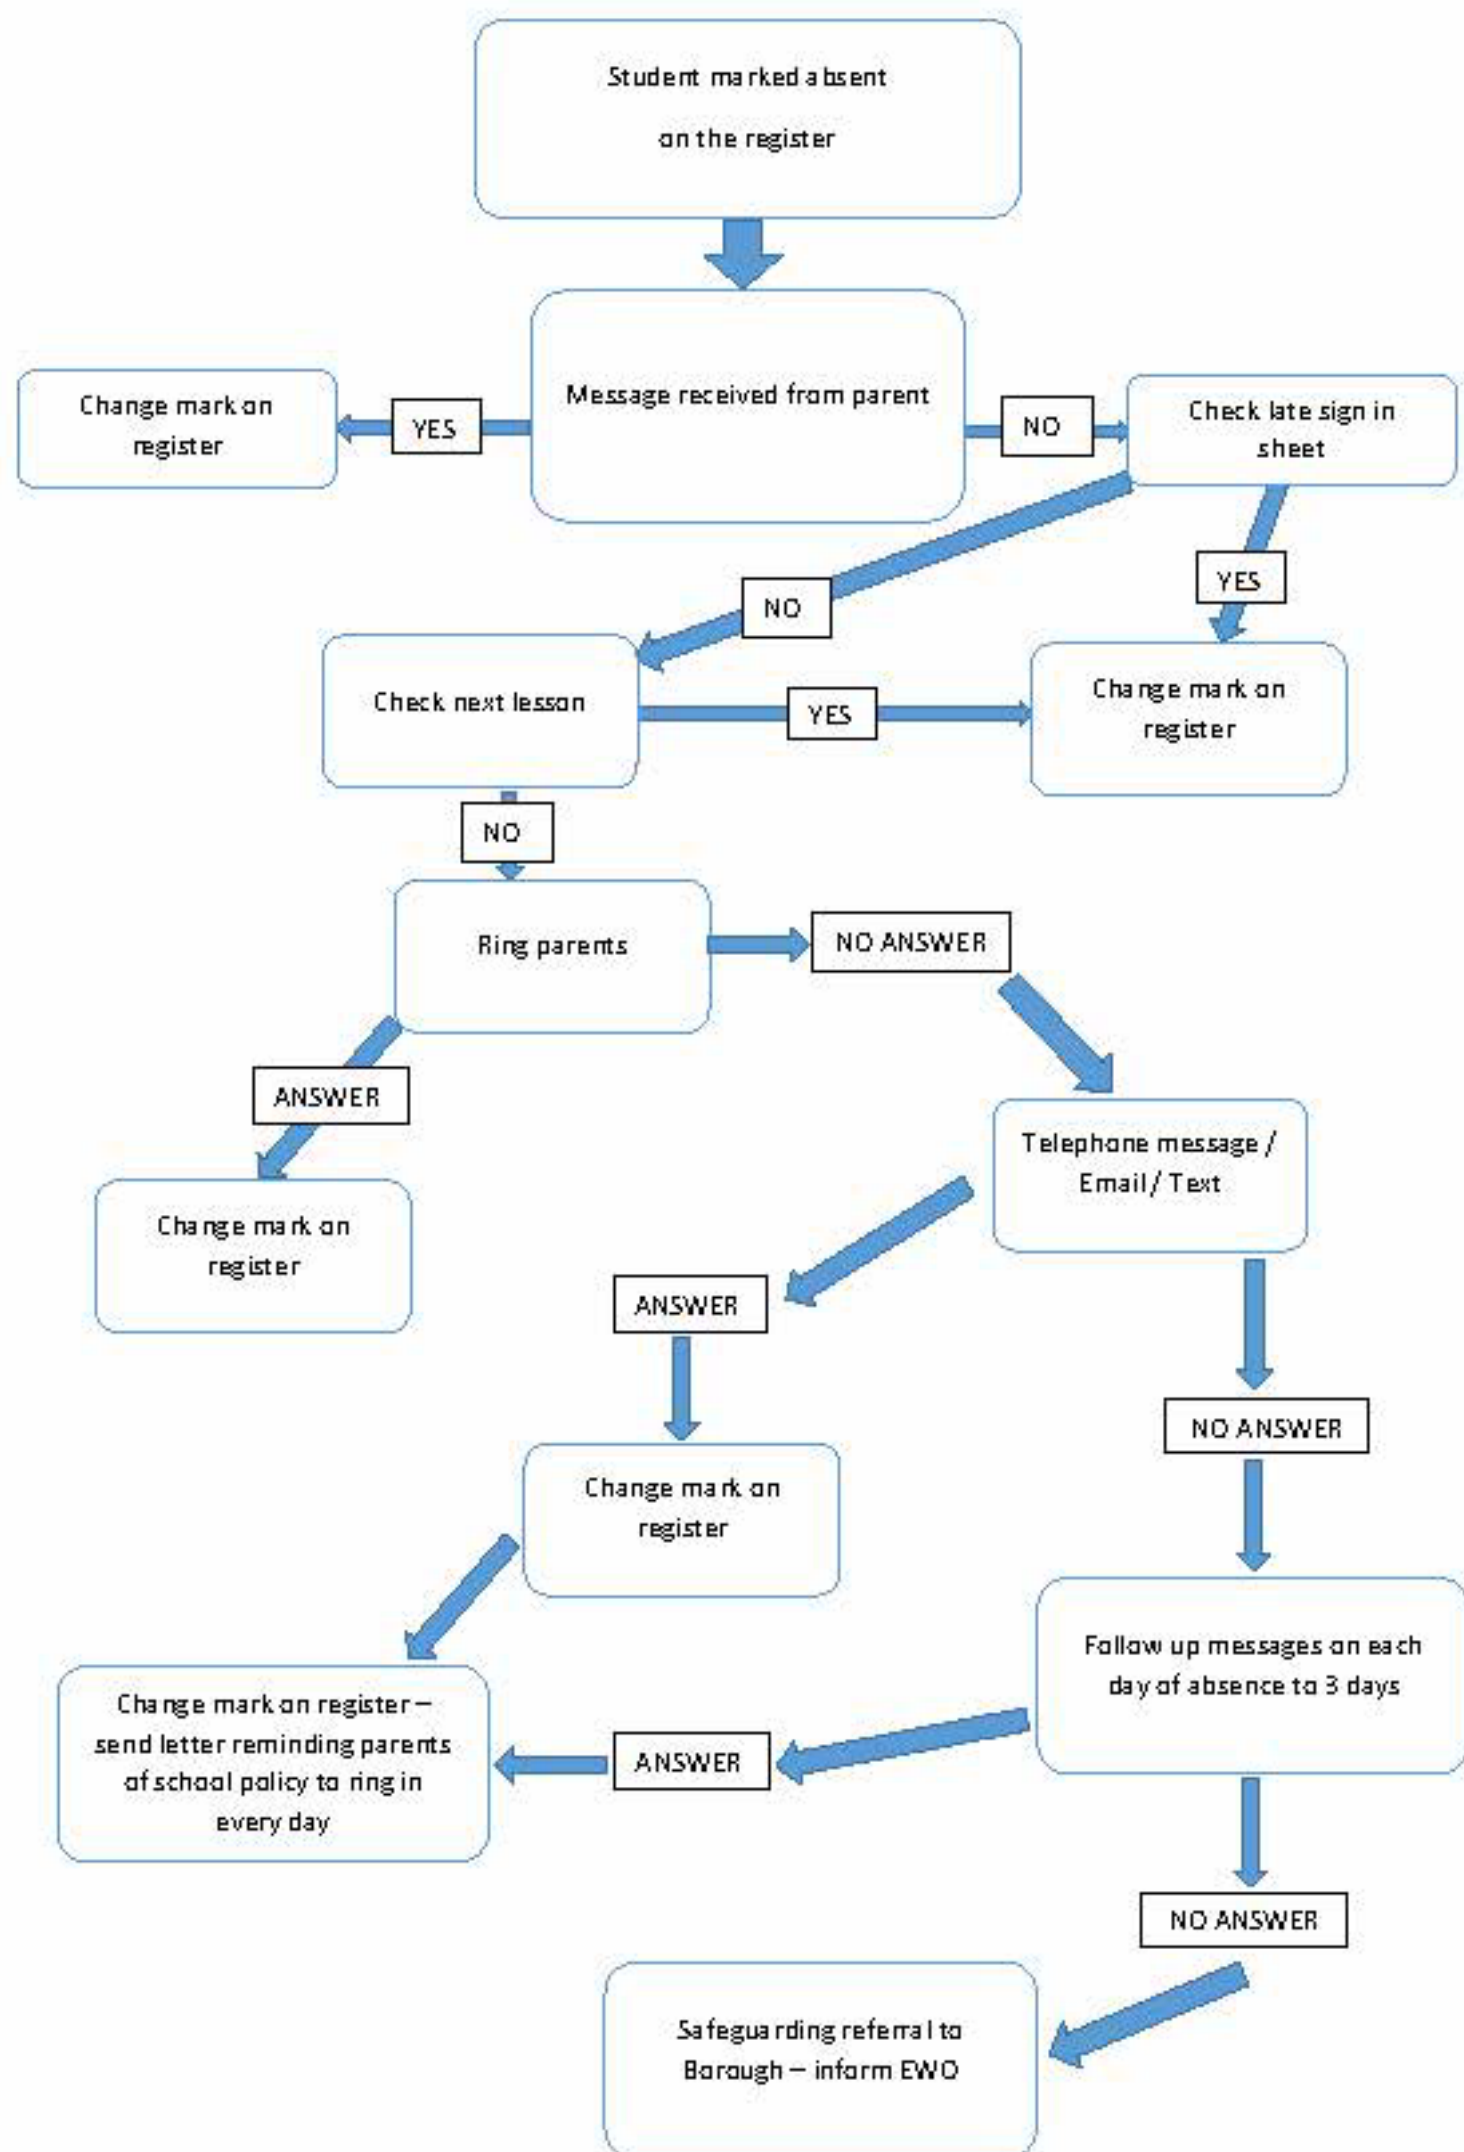 Student marked absent
on the register
Message received from parent
Change mark on
register
YES
NO
Check late sign in
sheet
NO
YES
Check next lesson
YES
Change mark on
register
NO
Ring parents
NO ANSWER
ANSWER
Telephone message /
Email / Text
Change mark on
register
ANSWER
NO ANSWER
Change mark on
register
Follow up messages on each
day of absence to 3 days
Change mark on register –
send letter reminding parents
of school policy to ring in
every day
ANSWER
NO ANSWER
Safeguarding referral to
Borough – inform EWO